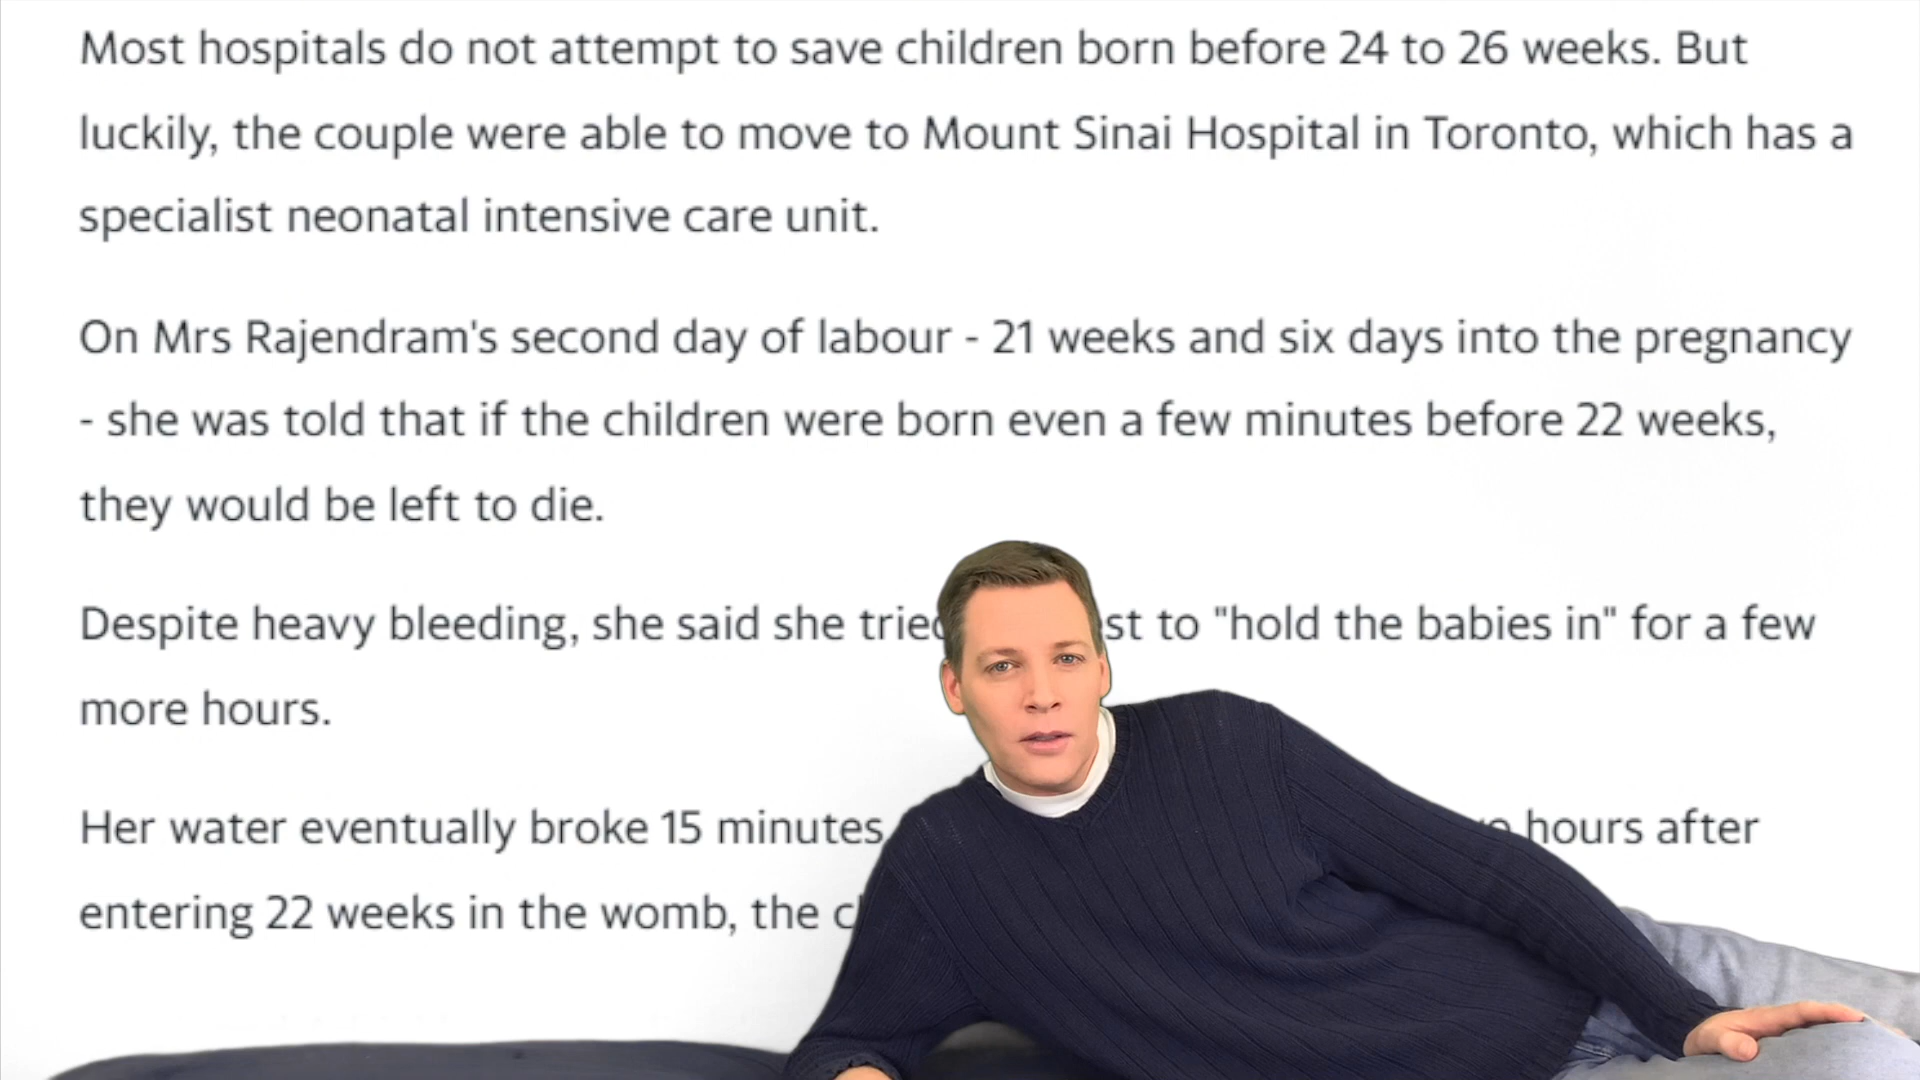 Most hospitals do not attempt to save children born before 24 to 26 weeks. But
luckily, the couple were able to move to Mount Sinai Hospital in Toronto, which has a
specialist neonatal intensive care unit.
On Mrs Rajendram's second day of labour - 21 weeks and six days into the pregnancy
- she was told that if the children were born even a few minutes before 22 weeks,
they would be left to die.
Despite heavy bleeding, she said she to "hold the babies in" for a few
more hours.
Her water eventually broke 15 minutes hours after
entering 22 weeks in the womb, the